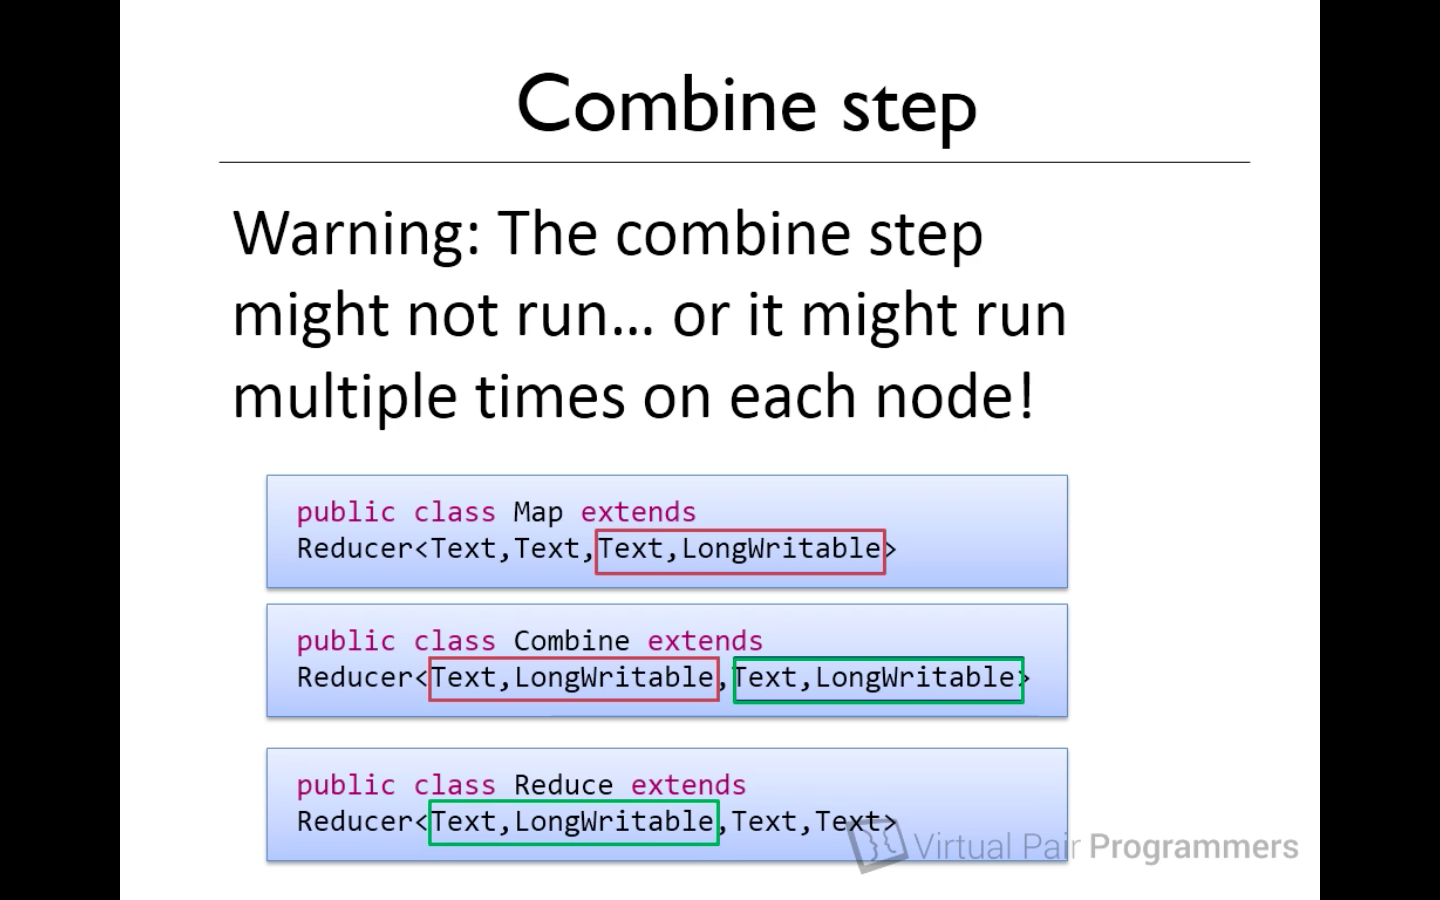 Combine step
Warning: The combine step
might not run... or it might run
multiple times on each node!
public class Map extends
Reducer<Text,Text,Text,LongWritable>
public class Combine extends
Reducer<Text,LongWritable,Text,LongWritable>
public class Reduce extends
Reducer<Text,LongWritable,Text,Text>
Virtual Pair Programmers